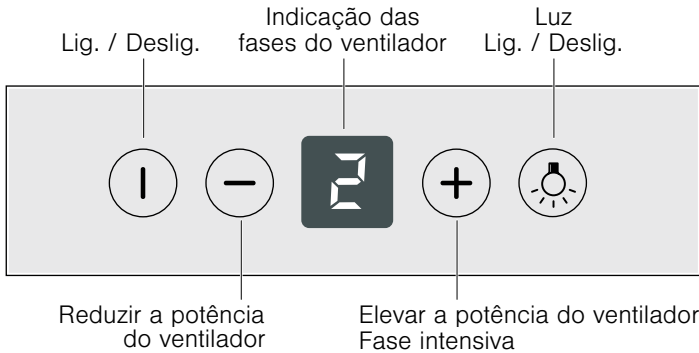 Lig. / Deslig.
Indicação das
fases do ventilador
Luz
Lig. / Deslig.
2
Reduzir a potência
do ventilador
Elevar a potência do ventilador
Fase intensiva